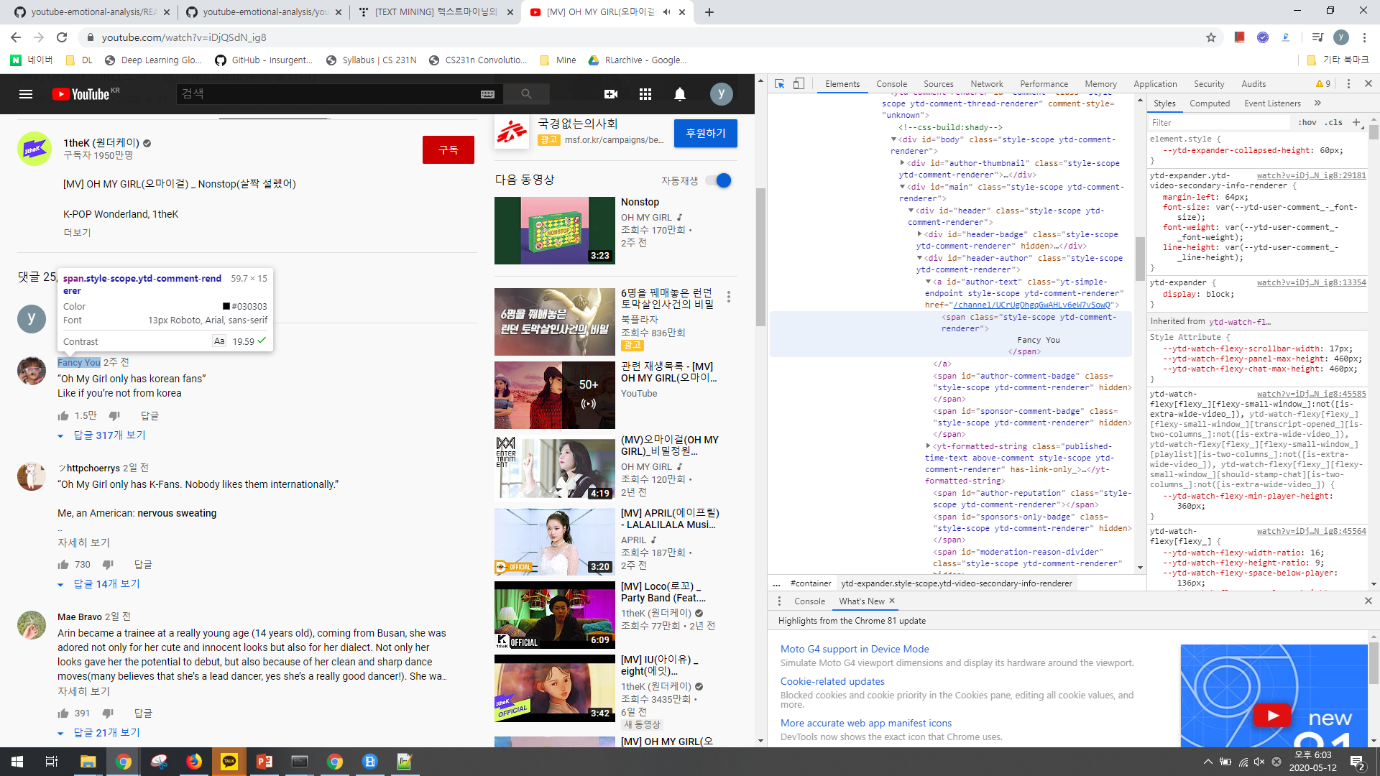 youtube-emotional-analysis/REA
youtube-emotional-analysis/you
[TEXT MINING] 텍스트마이닝의
[MV] OH MY GIRL(오마이걸
youtube.com/watch?v=iDjQSdN_ig8
네이버
DL
Deep Learning Glo...
GitHub - Insurgent...
Syllabus | CS 231N
CS231n Convolutio...
Mine
RLarchive - Google...
기타 북마크
YouTube KR
검색
y
1theK (원더케이)
구독자 1950만명
구독
[MV] OH MY GIRL(오마이걸) _ Nonstop(살짝 설렜어)
K-POP Wonderland, 1theK
더보기
댓글 25,
span.style-scope.ytd-comment-rend
erer
59.7 × 15
Color #030303
Font 13px Roboto, Arial, sans-serif
Contrast Aa 19.59
y
Fancy You 2주 전
“Oh My Girl only has korean fans”
Like if you're not from korea
1.5만 답글
답글 317개 보기
ツhttpchoerrys 2일 전
“Oh My Girl only has K-Fans. Nobody likes them internationally.”
Me, an American: nervous sweating
..
자세히 보기
730 답글
답글 14개 보기
Mae Bravo 2일 전
Arin became a trainee at a really young age (14 years old), coming from Busan, she was
adored not only for her cute and innocent looks but also for her dialect. Not only her
looks gave her the potential to debut, but also because of her clean and sharp dance
moves(many believes that she's a lead dancer, yes she's a really good dancer!). She wa..
자세히 보기
391 답글
답글 21개 보기
국경없는의사회
광고 msf.or.kr/campaigns/be...
후원하기
다음 동영상
자동재생
NONSTOP
3:23
Nonstop
OH MY GIRL
조회수 170만회 •
2주 전
6명을 꿰매놓은
런던 토막살인사건의 비밀
6명을 꿰매놓은 런던
토막살인사건의 비밀
북플라자
조회수 836만회
광고
50+
관련 재생목록 - [MV]
OH MY GIRL(오마이...
YouTube
4:19
(MV)오마이걸(OH MY
GIRL)_비밀정원...
OH MY GIRL
조회수 120만회 •
2년 전
OFFICIAL
3:20
[MV] APRIL(에이프릴)
- LALALILALA Musi...
APRIL
조회수 187만회 •
2주 전
OFFICIAL
6:09
[MV] Loco(로꼬) _
Party Band (Feat....
1theK (원더케이)
조회수 77만회 • 2년 전
OFFICIAL
3:42
[MV] IU(아이유) _
eight(에잇)...
1theK (원더케이)
조회수 3435만회 •
6일 전
새 동영상
[MV] OH MY GIRL(오
Elements
Console
Sources
Network
Performance
Memory
Application
Security
Audits
9
scope ytd-comment-thread-renderer" comment-style=
"unknown">
<!--css-build:shady-->
<div id="body" class="style-scope ytd-comment-
renderer">
<div id="author-thumbnail" class="style-scope
ytd-comment-renderer">…</div>
<div id="main" class="style-scope ytd-comment-
renderer">
<div id="header" class="style-scope ytd-
comment-renderer">
<div id="header-badge" class="style-scope
ytd-comment-renderer" hidden>…</div>
<div id="header-author" class="style-scope
ytd-comment-renderer">
<a id="author-text" class="yt-simple-
endpoint style-scope ytd-comment-renderer"
href="/channel/UCrUgOhgqGwAHLv6eW7v5owQ">
<span class="style-scope ytd-comment-
renderer">
Fancy You
</span>
</a>
<span id="author-comment-badge" class=
"style-scope ytd-comment-renderer" hidden>
</span>
<span id="sponsor-comment-badge" class=
"style-scope ytd-comment-renderer" hidden>
</span>
<yt-formatted-string class="published-
time-text above-comment style-scope ytd-
comment-renderer" has-link-only_>…</yt-
formatted-string>
<span id="author-reputation" class="style-
scope ytd-comment-renderer"></span>
<span id="sponsors-only-badge" class=
"style-scope ytd-comment-renderer" hidden>
</span>
<span id="moderation-reason-divider"
class="style-scope ytd-comment-renderer"
... #container ytd-expander.style-scope.ytd-video-secondary-info-renderer
Styles
Computed
Event Listeners
Filter
:hov .cls +
element.style {
--ytd-expander-collapsed-height: 60px;
}
ytd-expander.ytd- watch?v=iDj…N_ig8:29181
video-secondary-info-renderer {
margin-left: 64px;
font-size: var(--ytd-user-comment_-_font-
size);
font-weight: var(--ytd-user-comment_-
_font-weight);
line-height: var(--ytd-user-comment_-
_line-height);
}
ytd-expander { watch?v=iDj…N_ig8:13354
display: block;
}
Inherited from ytd-watch-fl…
Style Attribute {
--ytd-watch-flexy-scrollbar-width: 17px;
--ytd-watch-flexy-panel-max-height: 460px;
--ytd-watch-flexy-chat-max-height: 460px;
}
ytd-watch- watch?v=iDj…N_ig8:45585
flexy[flexy_][flexy-small-window_]:not([is-
extra-wide-video_]), ytd-watch-flexy[flexy_]
[flexy-small-window_][transcript-opened_][is-
two-columns_]:not([is-extra-wide-video_]),
ytd-watch-flexy[flexy_][flexy-small-window_]
[playlist][is-two-columns_]:not([is-extra-
wide-video_]), ytd-watch-flexy[flexy_][flexy-
small-window_][should-stamp-chat][is-two-
columns_]:not([is-extra-wide-video_]) {
--ytd-watch-flexy-min-player-height:
360px;
}
ytd-watch- watch?v=iDj…N_ig8:45564
flexy[flexy_] {
--ytd-watch-flexy-width-ratio: 16;
--ytd-watch-flexy-height-ratio: 9;
--ytd-watch-flexy-space-below-player:
136px;
Console
What's New
Highlights from the Chrome 81 update
Moto G4 support in Device Mode
Simulate Moto G4 viewport dimensions and display its hardware around the viewport.
Cookie-related updates
Blocked cookies and cookie priority in the Cookies pane, editing all cookie values, and
more.
More accurate web app manifest icons
DevTools now shows the exact icon that Chrome uses.
new
81
오후 6:03
2020-05-12
2